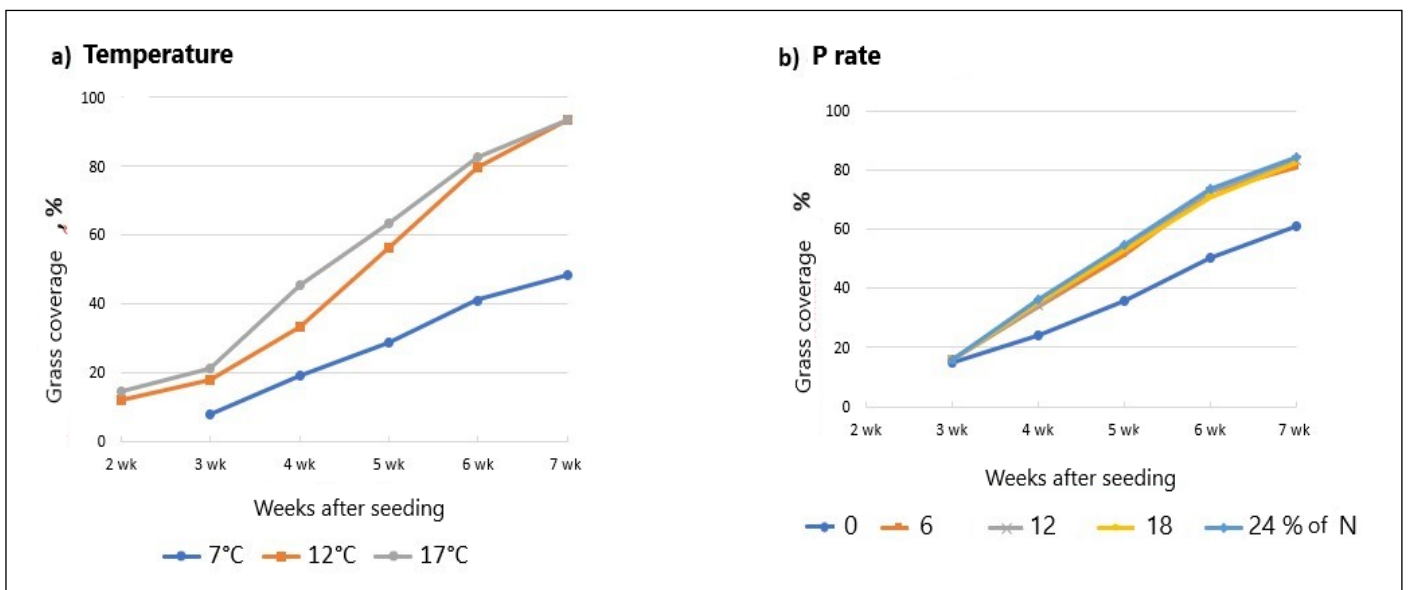 a) Temperature
100
80
60
40
20
0
Grass coverage , %
2 wk 3 wk 4 wk 5 wk 6 wk 7 wk
Weeks after seeding
7°C 12°C 17°C
b) P rate
100
80
60
40
20
0
Grass coverage %
2 wk 3 wk 4 wk 5 wk 6 wk 7 wk
Weeks after seeding
0 6 12 18 24 % of N